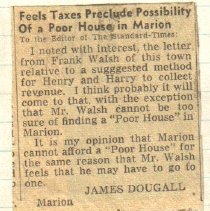 Feels Taxes Preclude Possibility
Of a Poor House in Marion
To the Editor of The Standard-Times:
I noted with interest, the letter
from Frank Walsh of this town
relative to a sugggested method
for Henry and Harry to collect
revenue. I think probably it will
come to that, with the exception
that Mr. Walsh cannot be too
sure of finding a "Poor House" in
Marion.
It is my opinion that Marion
cannot afford a "Poor House" for
the same reason that Mr. Walsh
feels that he may have to go to
one.
JAMES DOUGALL
Marion